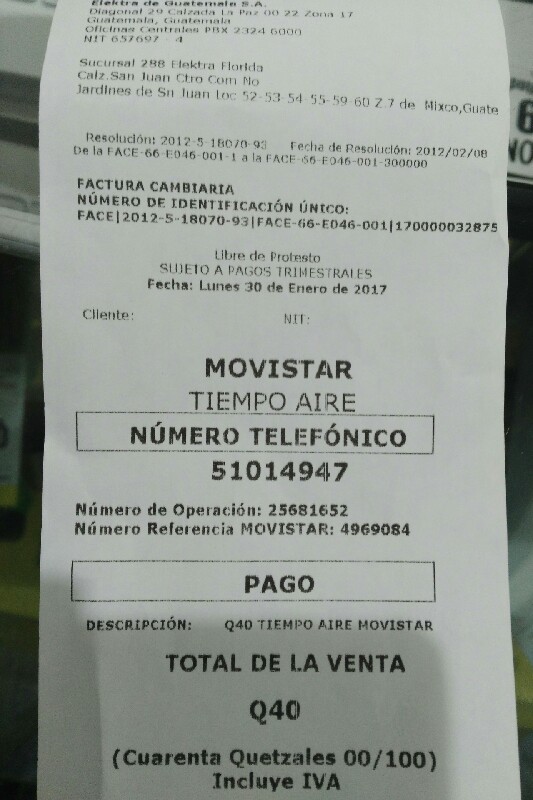 Elektra de Guatemala S.A.
Diagonal 29 Calzada La Paz 00 22 Zona 17
Guatemala, Guatemala
Oficinas Centrales PBX 2324 6000
NIT 657697 - 4
Sucursal 288 Elektra Florida
Calz.San Juan Ctro Com No
Jardines de Sn Juan Loc 52-53-54-55-59-60 Z.7 de Mixco,Guate
Resolución: 2012-5-18070-93 Fecha de Resolución: 2012/02/08
De la FACE-66-E046-001-1 a la FACE-66-E046-001-300000
FACTURA CAMBIARIA
NÚMERO DE IDENTIFICACIÓN ÚNICO:
FACE|2012-5-18070-93|FACE-66-E046-001|170000032875
Libre de Protesto
SUJETO A PAGOS TRIMESTRALES
Fecha: Lunes 30 de Enero de 2017
Cliente: NIT:
MOVISTAR
TIEMPO AIRE
NÚMERO TELEFÓNICO
51014947
Número de Operación: 25681652
Número Referencia MOVISTAR: 4969084
PAGO
DESCRIPCIÓN: Q40 TIEMPO AIRE MOVISTAR
TOTAL DE LA VENTA
Q40
(Cuarenta Quetzales 00/100)
Incluye IVA